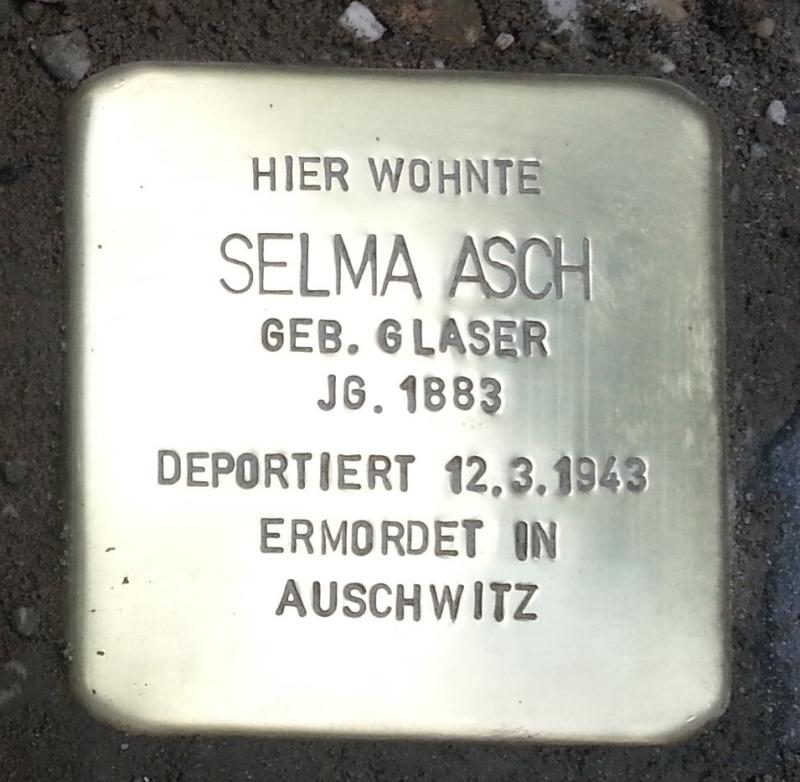 HIER WOHNTE
SELMA ASCH
GEB. GLASER
JG. 1883
DEPORTIERT 12.3.1943
ERMORDET IN
AUSCHWITZ